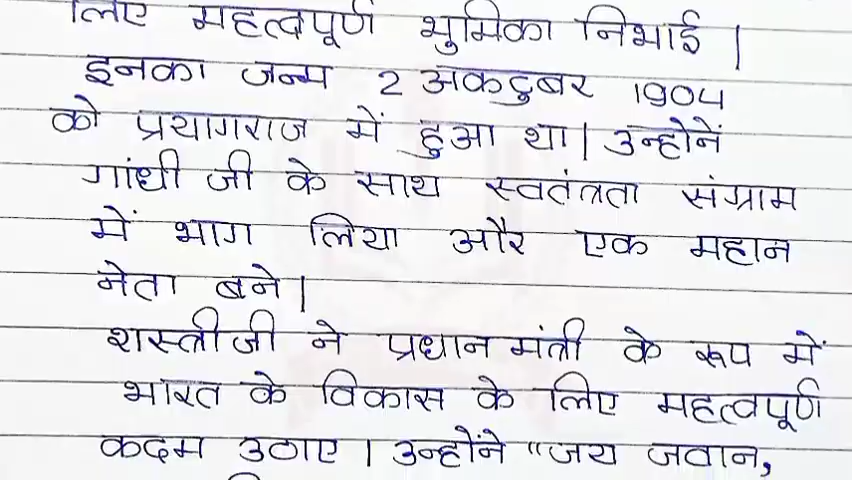 लिए महत्वपूर्ण भुमिका निभाई |
इनका जन्म 2 अकटुबर 1904
को प्रयागराज में हुआ था| उन्होनें
गांधी जी के साथ स्वतंत्रता संग्राम
में भाग लिया और एक महान
नेता बने|
शास्त्रीजी ने प्रधानमंत्री के रूप में
भारत के विकास के लिए महत्वपूर्ण
कदम उठाए । उन्होंने "जय जवान,